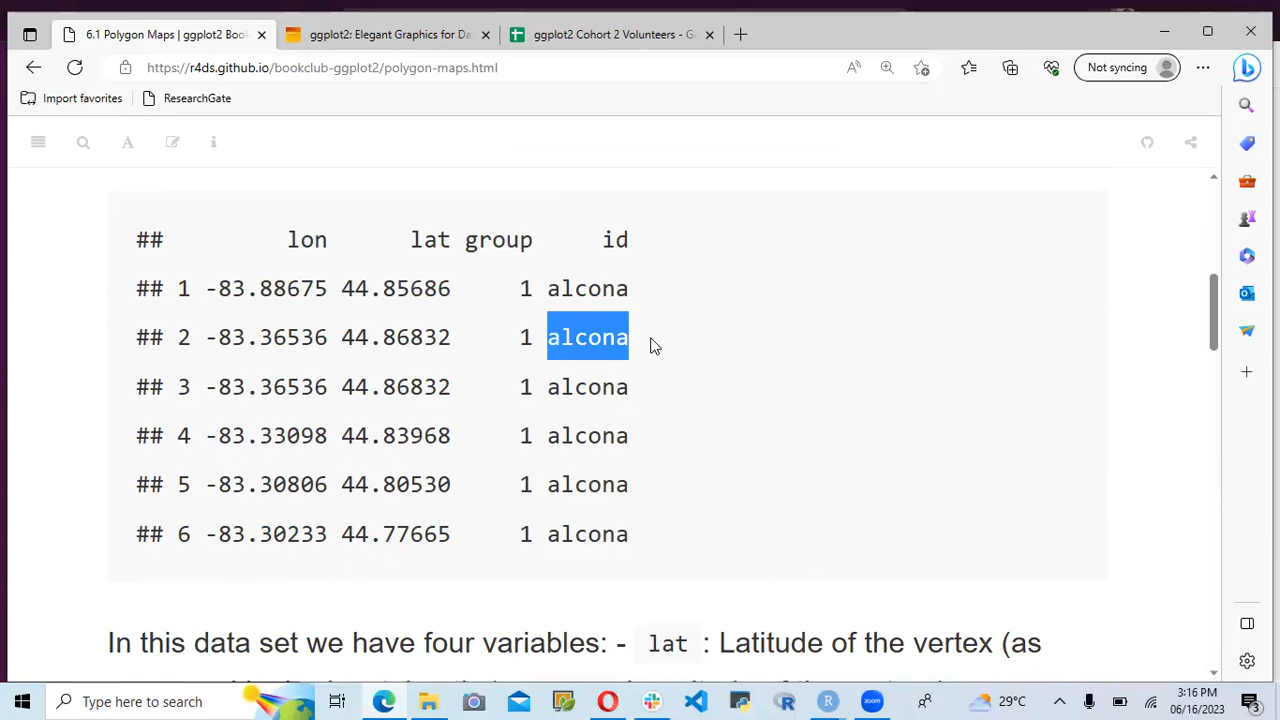 6.1 Polygon Maps | ggplot2 Boo
ggplot2: Elegant Graphics for Da
ggplot2 Cohort 2 Volunteers - G
https://r4ds.github.io/bookclub-ggplot2/polygon-maps.html
Not syncing
Import favorites
ResearchGate
## lon lat group id
## 1 -83.88675 44.85686 1 alcona
## 2 -83.36536 44.86832 1 alcona
## 3 -83.36536 44.86832 1 alcona
## 4 -83.33098 44.83968 1 alcona
## 5 -83.30806 44.80530 1 alcona
## 6 -83.30233 44.77665 1 alcona
In this data set we have four variables: - lat : Latitude of the vertex (as
Type here to search
29°C
3:16 PM
06/16/2023
3